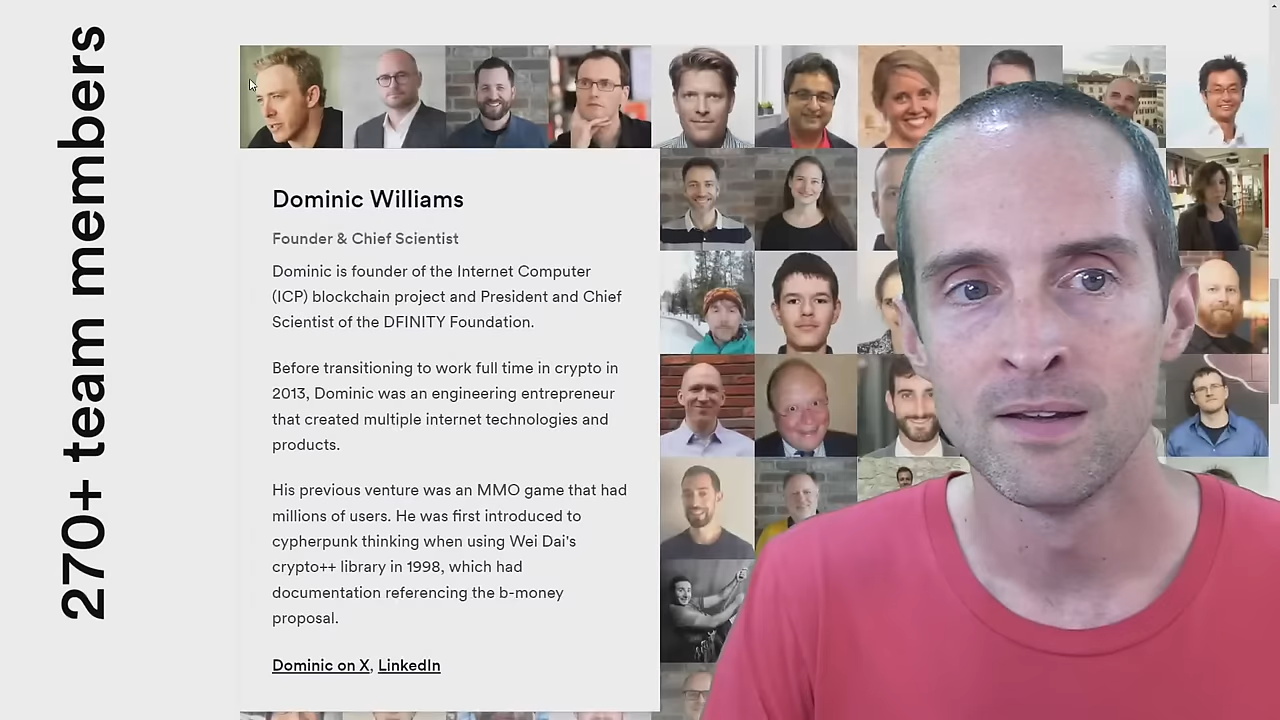 270+ team members
Dominic Williams
Founder & Chief Scientist
Dominic is founder of the Internet Computer
(ICP) blockchain project and President and Chief
Scientist of the DFINITY Foundation.
Before transitioning to work full time in crypto in
2013, Dominic was an engineering entrepreneur
that created multiple internet technologies and
products.
His previous venture was an MMO game that had
millions of users. He was first introduced to
cypherpunk thinking when using Wei Dai's
crypto++ library in 1998, which had
documentation referencing the b-money
proposal.
Dominic on X, LinkedIn